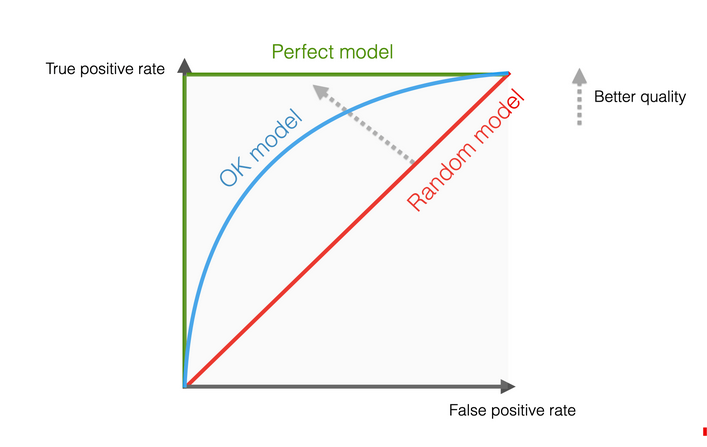 Perfect model
True positive rate
Better quality
OK model
Random model
False positive rate